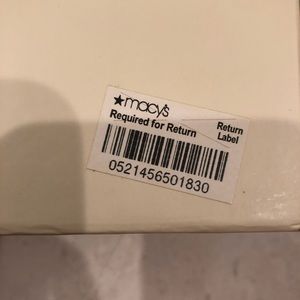 ★macy's
Required for Return
Return
Label
0521456501830